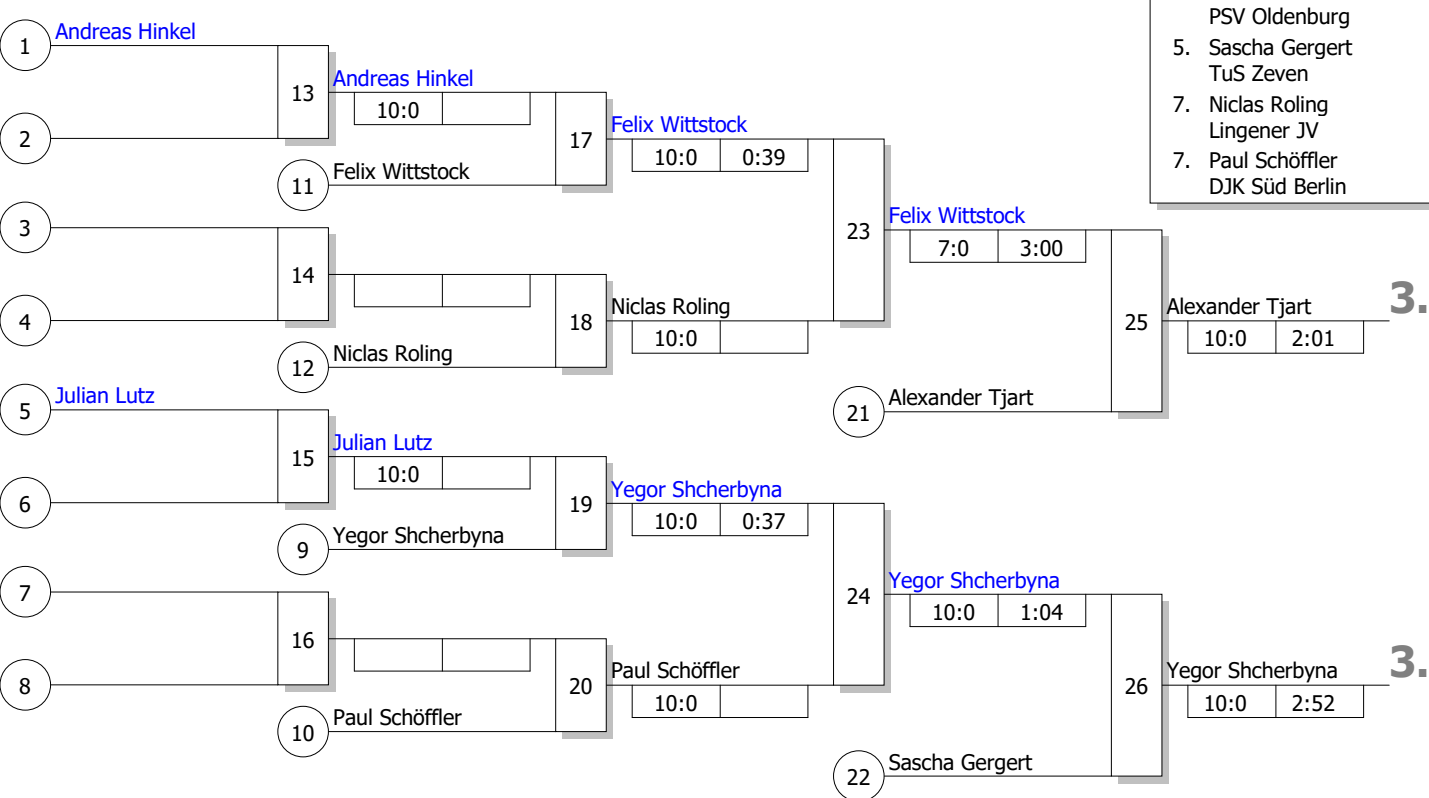 PSV Oldenburg
5. Sascha Gergert
TuS Zeven
7. Niclas Roling
Lingener JV
7. Paul Schöffler
DJK Süd Berlin
1 Andreas Hinkel
2
13 Andreas Hinkel
10:0
11 Felix Wittstock
17 Felix Wittstock
10:0 0:39
3
4
14
12 Niclas Roling
18 Niclas Roling
10:0
23 Felix Wittstock
7:0 3:00
21 Alexander Tjart
25 Alexander Tjart 3.
10:0 2:01
5 Julian Lutz
6
15 Julian Lutz
10:0
9 Yegor Shcherbyna
19 Yegor Shcherbyna
10:0 0:37
7
8
16
10 Paul Schöffler
20 Paul Schöffler
10:0
24 Yegor Shcherbyna
10:0 1:04
22 Sascha Gergert
26 Yegor Shcherbyna 3.
10:0 2:52